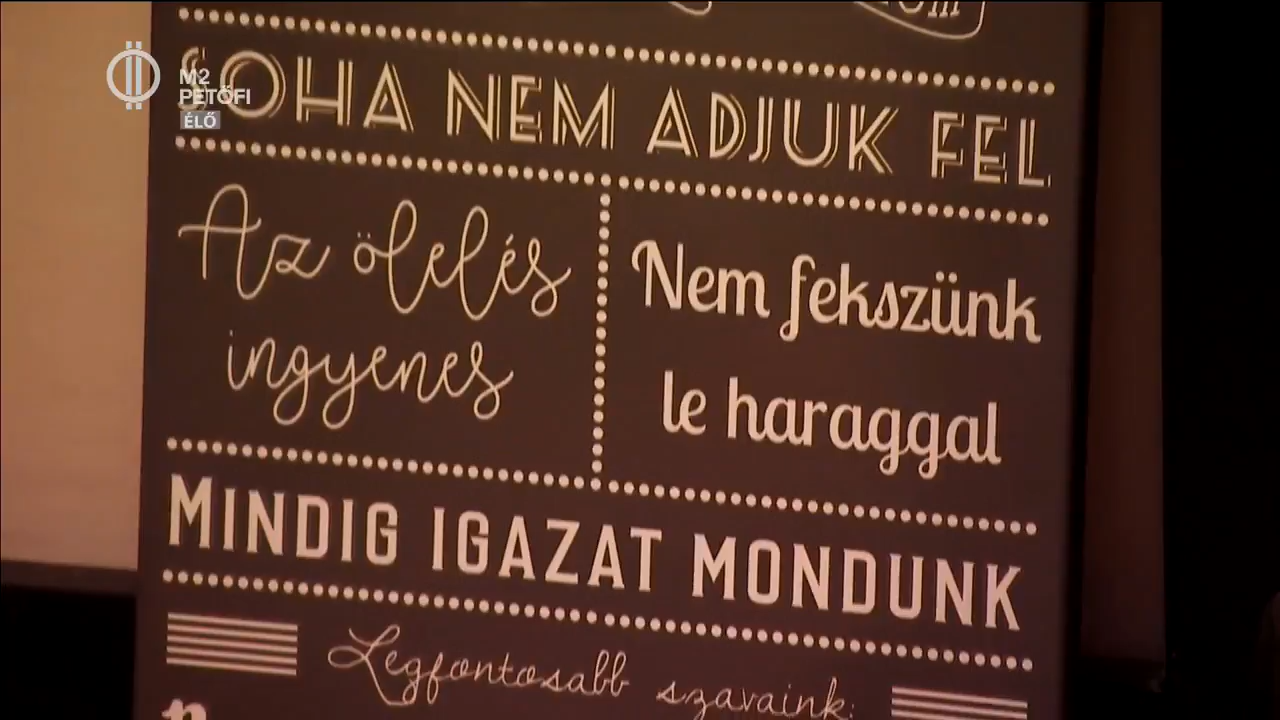 M2
PETŐFI
ÉLŐ
SOHA NEM ADJUK FEL
Az ölelés
ingyenes
Nem fekszünk
le haraggal
MINDIG IGAZAT MONDUNK
Legfontosabb szavaink: